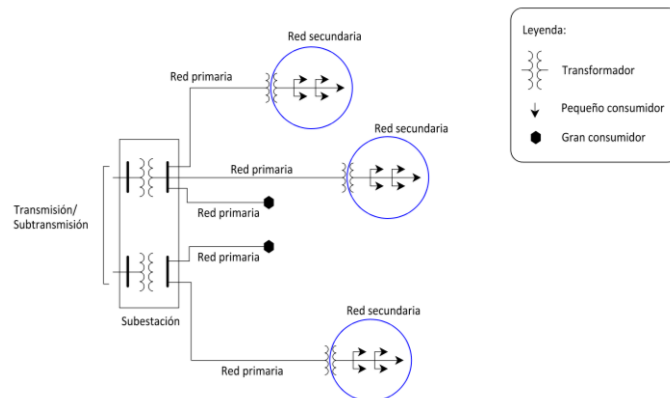 Red secundaria
Leyenda:
Transformador
Pequeño consumidor
Gran consumidor
Red primaria
Red secundaria
Red primaria
Transmisión/
Subtransmisión
Red primaria
Red primaria
Subestación
Red secundaria
Red primaria